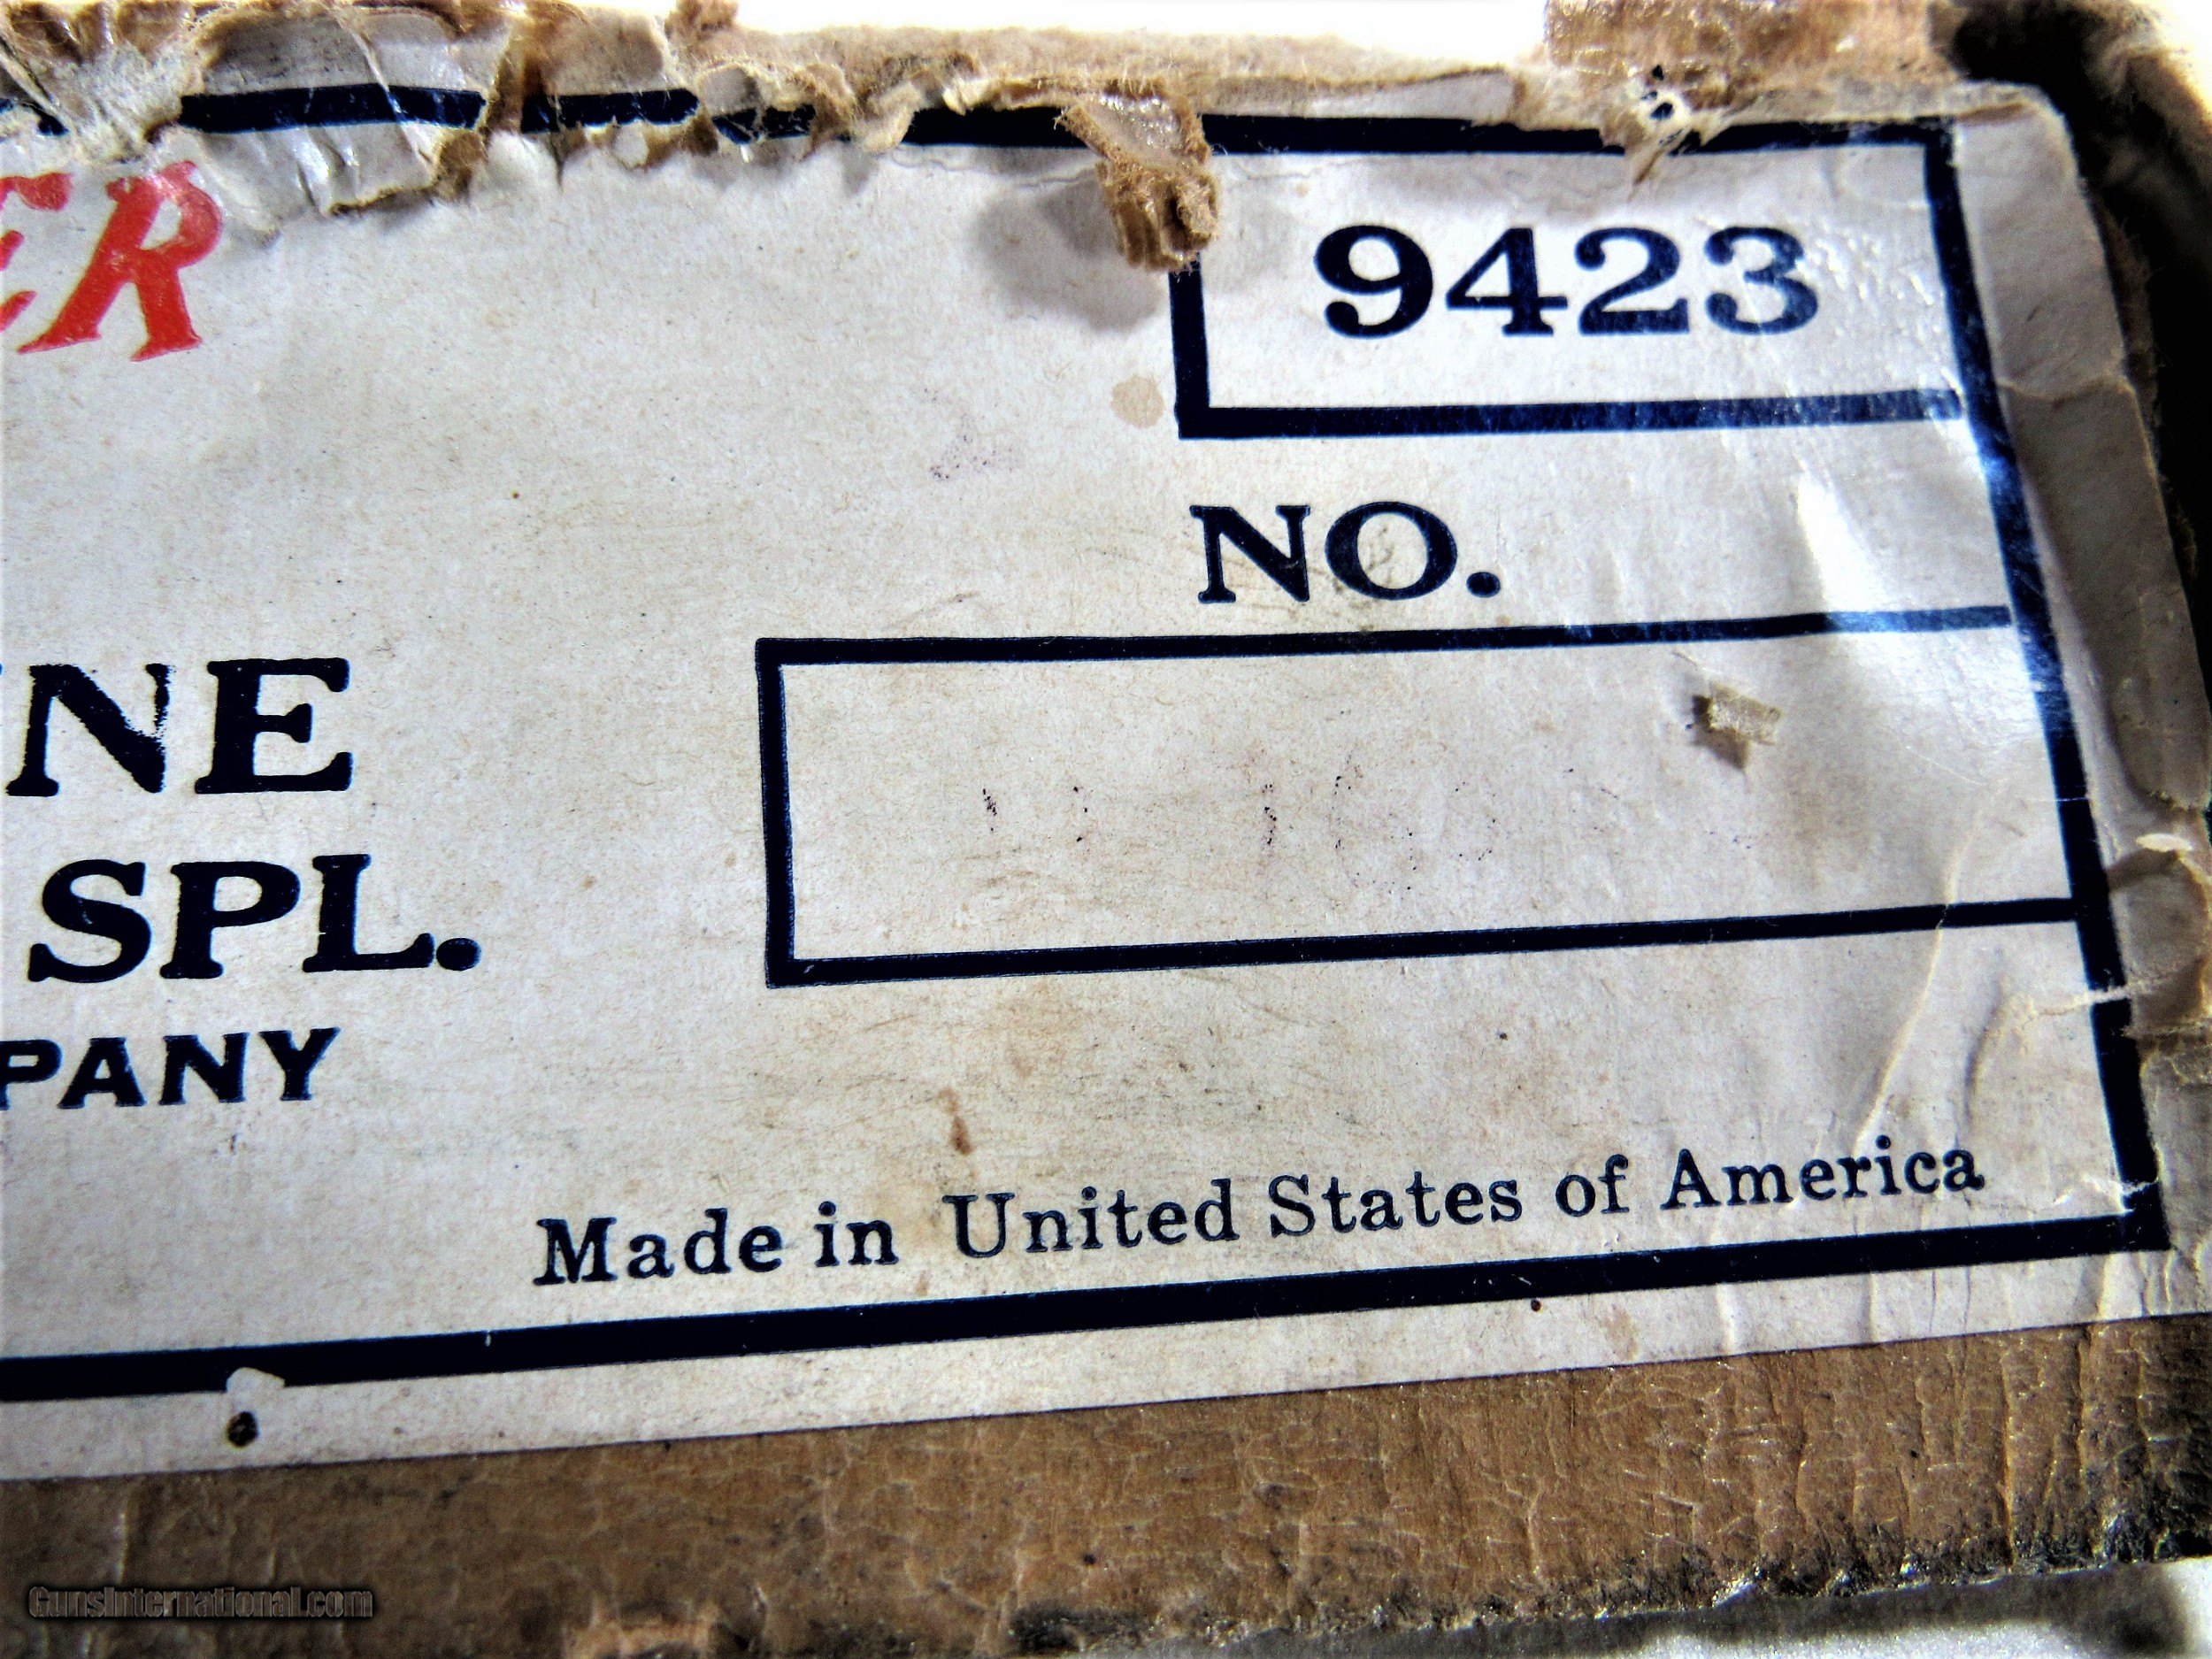 ER
9423
NO.
NE
SPL.
PANY
Made in United States of America
GunsInternational.com